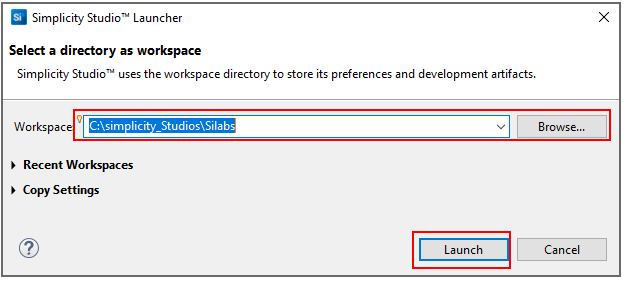 Si Simplicity Studio™ Launcher
Select a directory as workspace
Simplicity Studio™ uses the workspace directory to store its preferences and development artifacts.
Workspace C:\simplicity_Studios\Silabs Browse...
Recent Workspaces
Copy Settings
? Launch Cancel